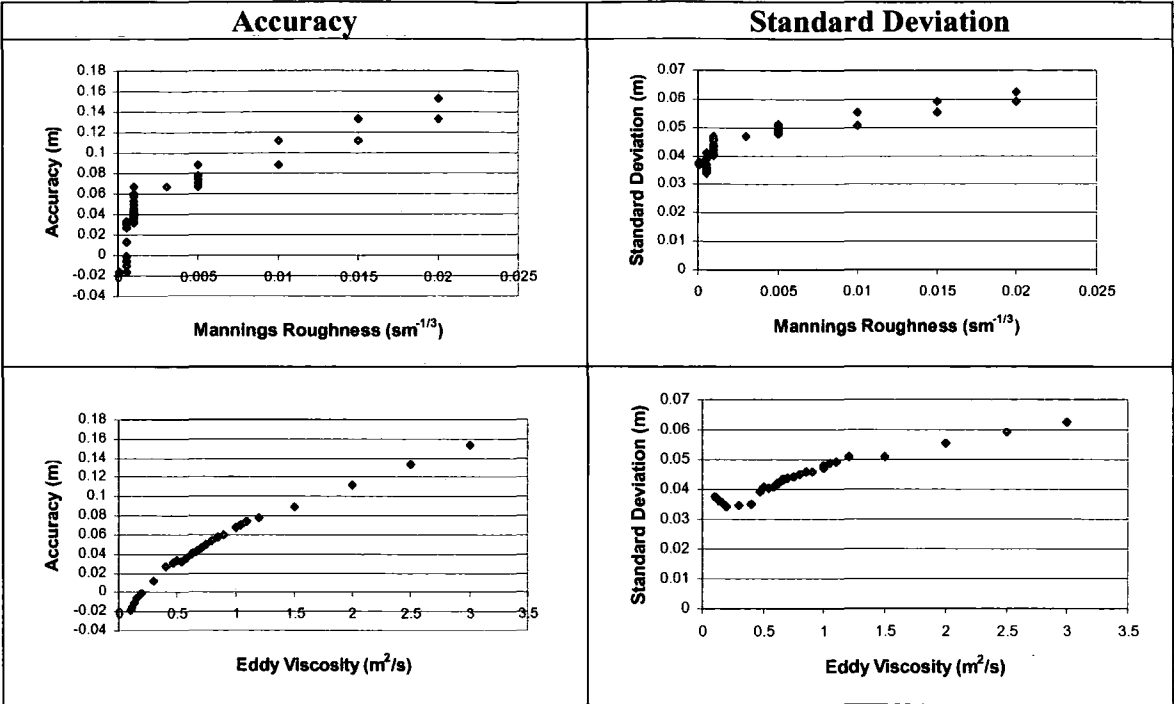 Accuracy
Standard Deviation
0.18
0.16
0.14
0.12
0.1
0.08
0.06
0.04
0.02
0
-0.02
-0.04
Accuracy (m)
0 0.005 0.01 0.015 0.02 0.025
Mannings Roughness (sm-1/3)
0.07
0.06
0.05
0.04
0.03
0.02
0.01
0
Standard Deviation (m)
0 0.005 0.01 0.015 0.02 0.025
Mannings Roughness (sm-1/3)
0.18
0.16
0.14
0.12
0.1
0.08
0.06
0.04
0.02
0
-0.02
-0.04
Accuracy (m)
0 0.5 1 1.5 2 2.5 3 3.5
Eddy Viscosity (m2/s)
0.07
0.06
0.05
0.04
0.03
0.02
0.01
0
Standard Deviation (m)
0 0.5 1 1.5 2 2.5 3 3.5
Eddy Viscosity (m2/s)